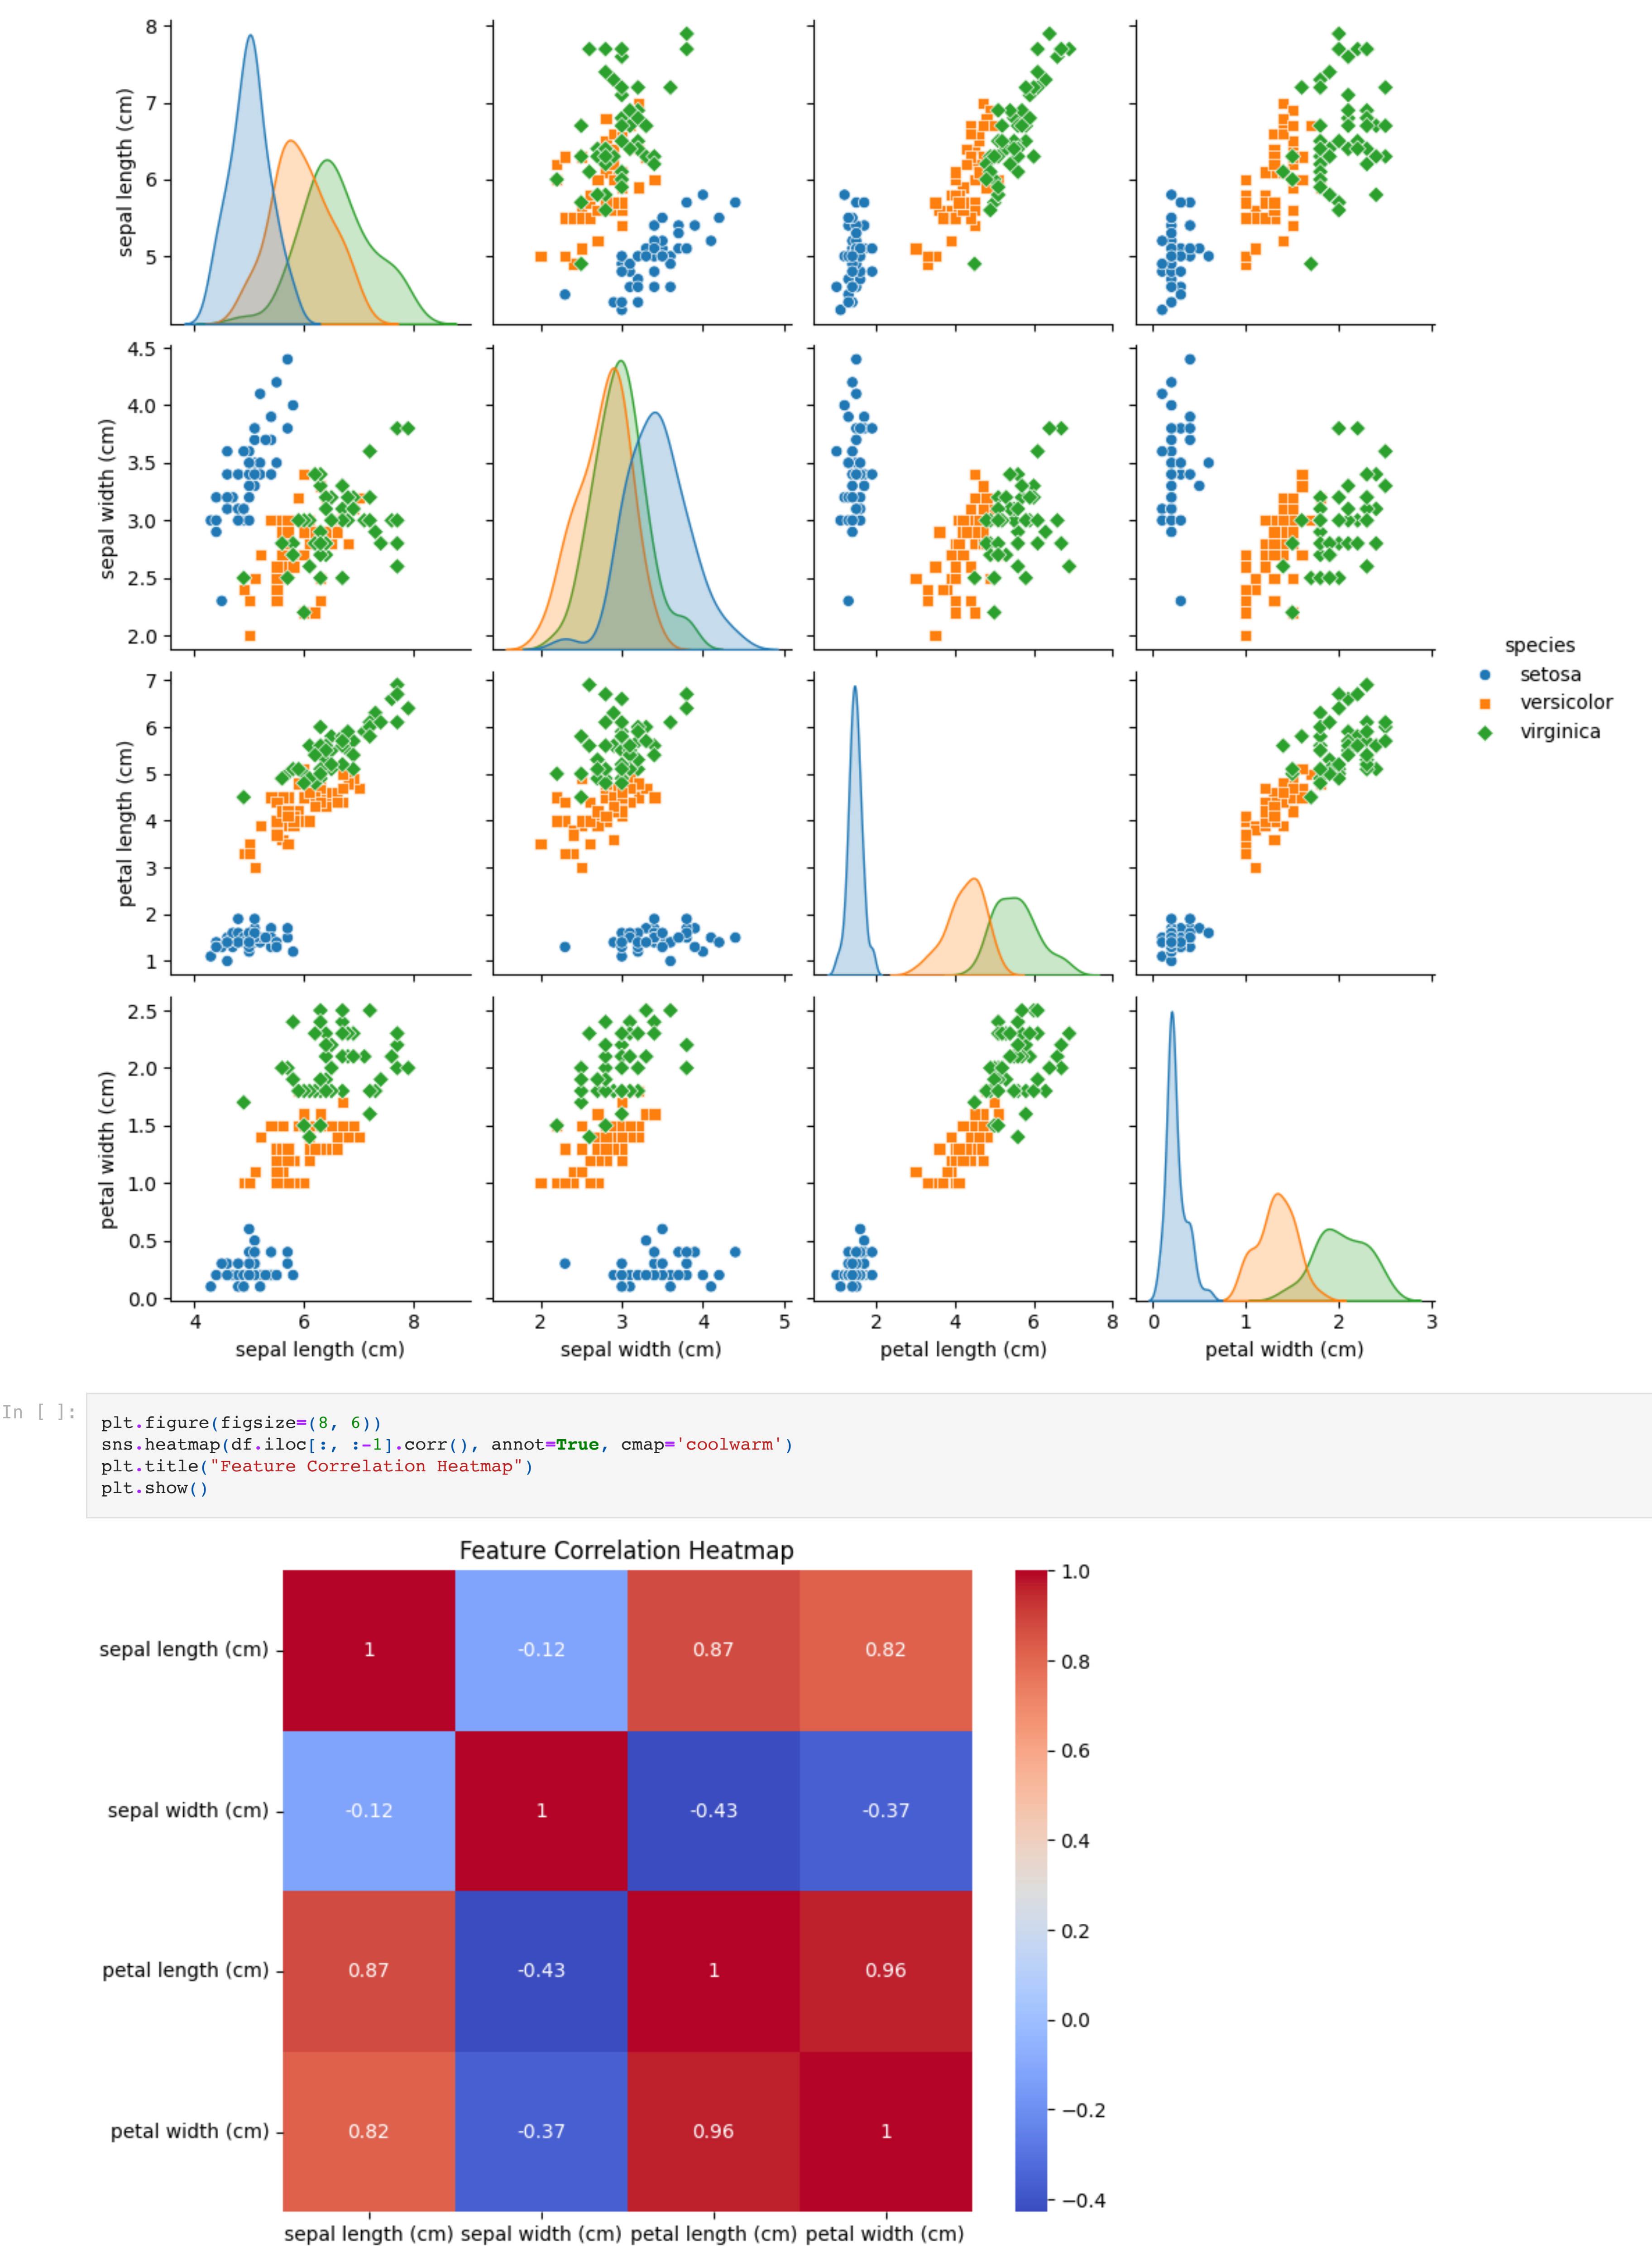 8
7
6
5
sepal length (cm)
4.5
4.0
3.5
3.0
2.5
2.0
sepal width (cm)
species
setosa
versicolor
virginica
7
6
5
4
3
2
1
petal length (cm)
2.5
2.0
1.5
1.0
0.5
0.0
petal width (cm)
4 6 8 2 3 4 5 2 4 6 8 0 1 2 3
sepal length (cm) sepal width (cm) petal length (cm) petal width (cm)
In [ ]:
plt.figure(figsize=(8, 6))
sns.heatmap(df.iloc[:, :-1].corr(), annot=True, cmap='coolwarm')
plt.title("Feature Correlation Heatmap")
plt.show()
Feature Correlation Heatmap
sepal length (cm) 1 -0.12 0.87 0.82
sepal width (cm) -0.12 1 -0.43 -0.37
petal length (cm) 0.87 -0.43 1 0.96
petal width (cm) 0.82 -0.37 0.96 1
sepal length (cm) sepal width (cm) petal length (cm) petal width (cm)
1.0
0.8
0.6
0.4
0.2
0.0
−0.2
−0.4